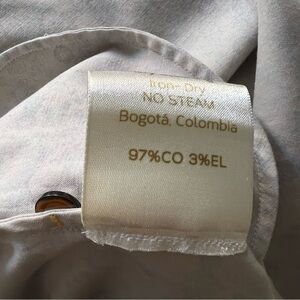 Iron- Dry
NO STEAM
Bogotá, Colombia
97%CO 3%EL